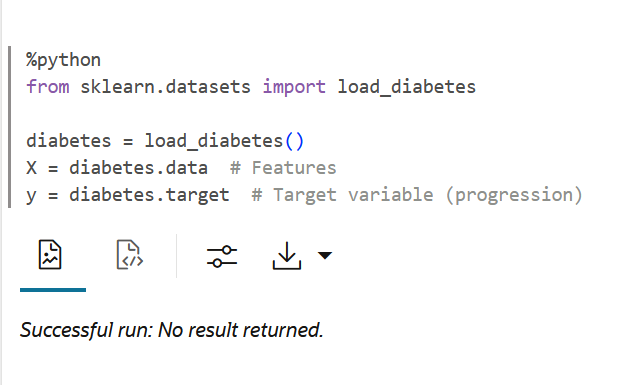 %python
from sklearn.datasets import load_diabetes
diabetes = load_diabetes()
X = diabetes.data  # Features
y = diabetes.target  # Target variable (progression)
</>
Successful run: No result returned.